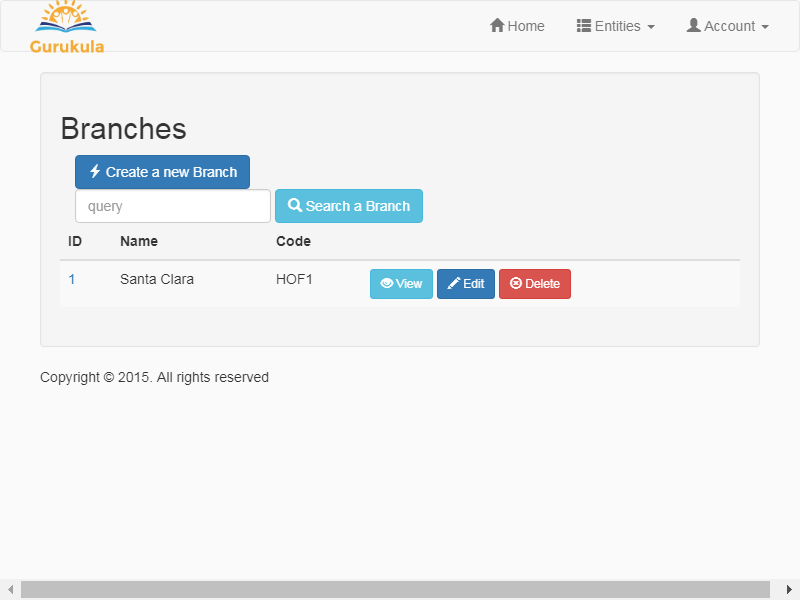 Gurukula
Home Entities Account
Branches
Create a new Branch
query Search a Branch
ID Name Code
1 Santa Clara HOF1 View Edit Delete
Copyright © 2015. All rights reserved